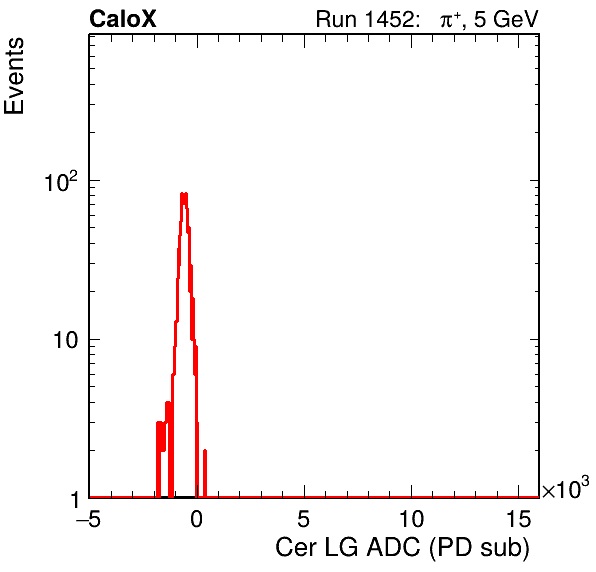 CaloX Run 1452: π⁺, 5 GeV
Events
10²
10
1
−5 0 5 10 15 ×10³
Cer LG ADC (PD sub)